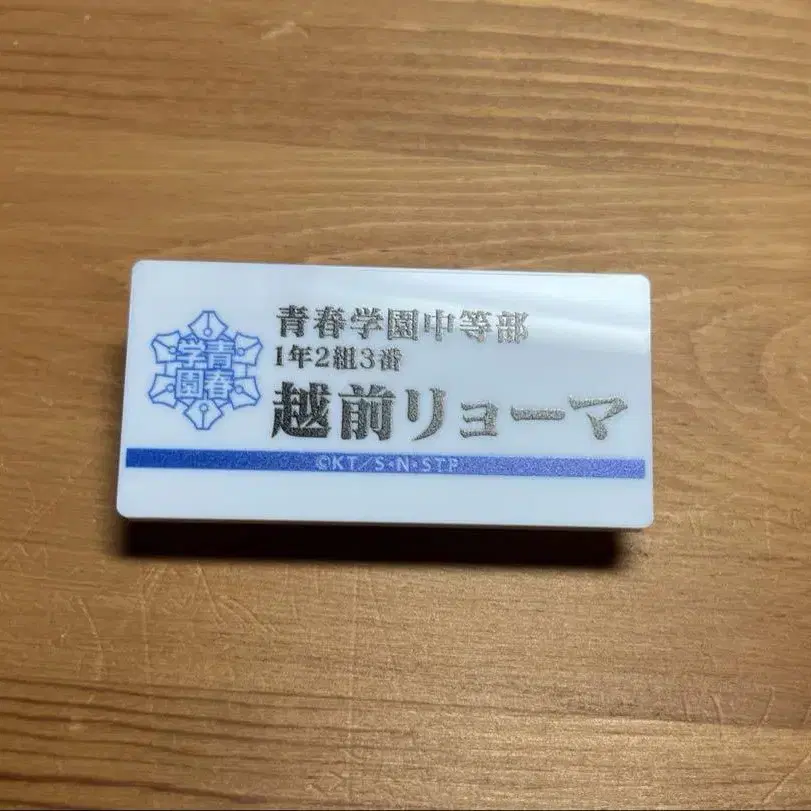 青春学園
青春学園中等部
1年2組3番
越前リョーマ
©KT/S・N・STP